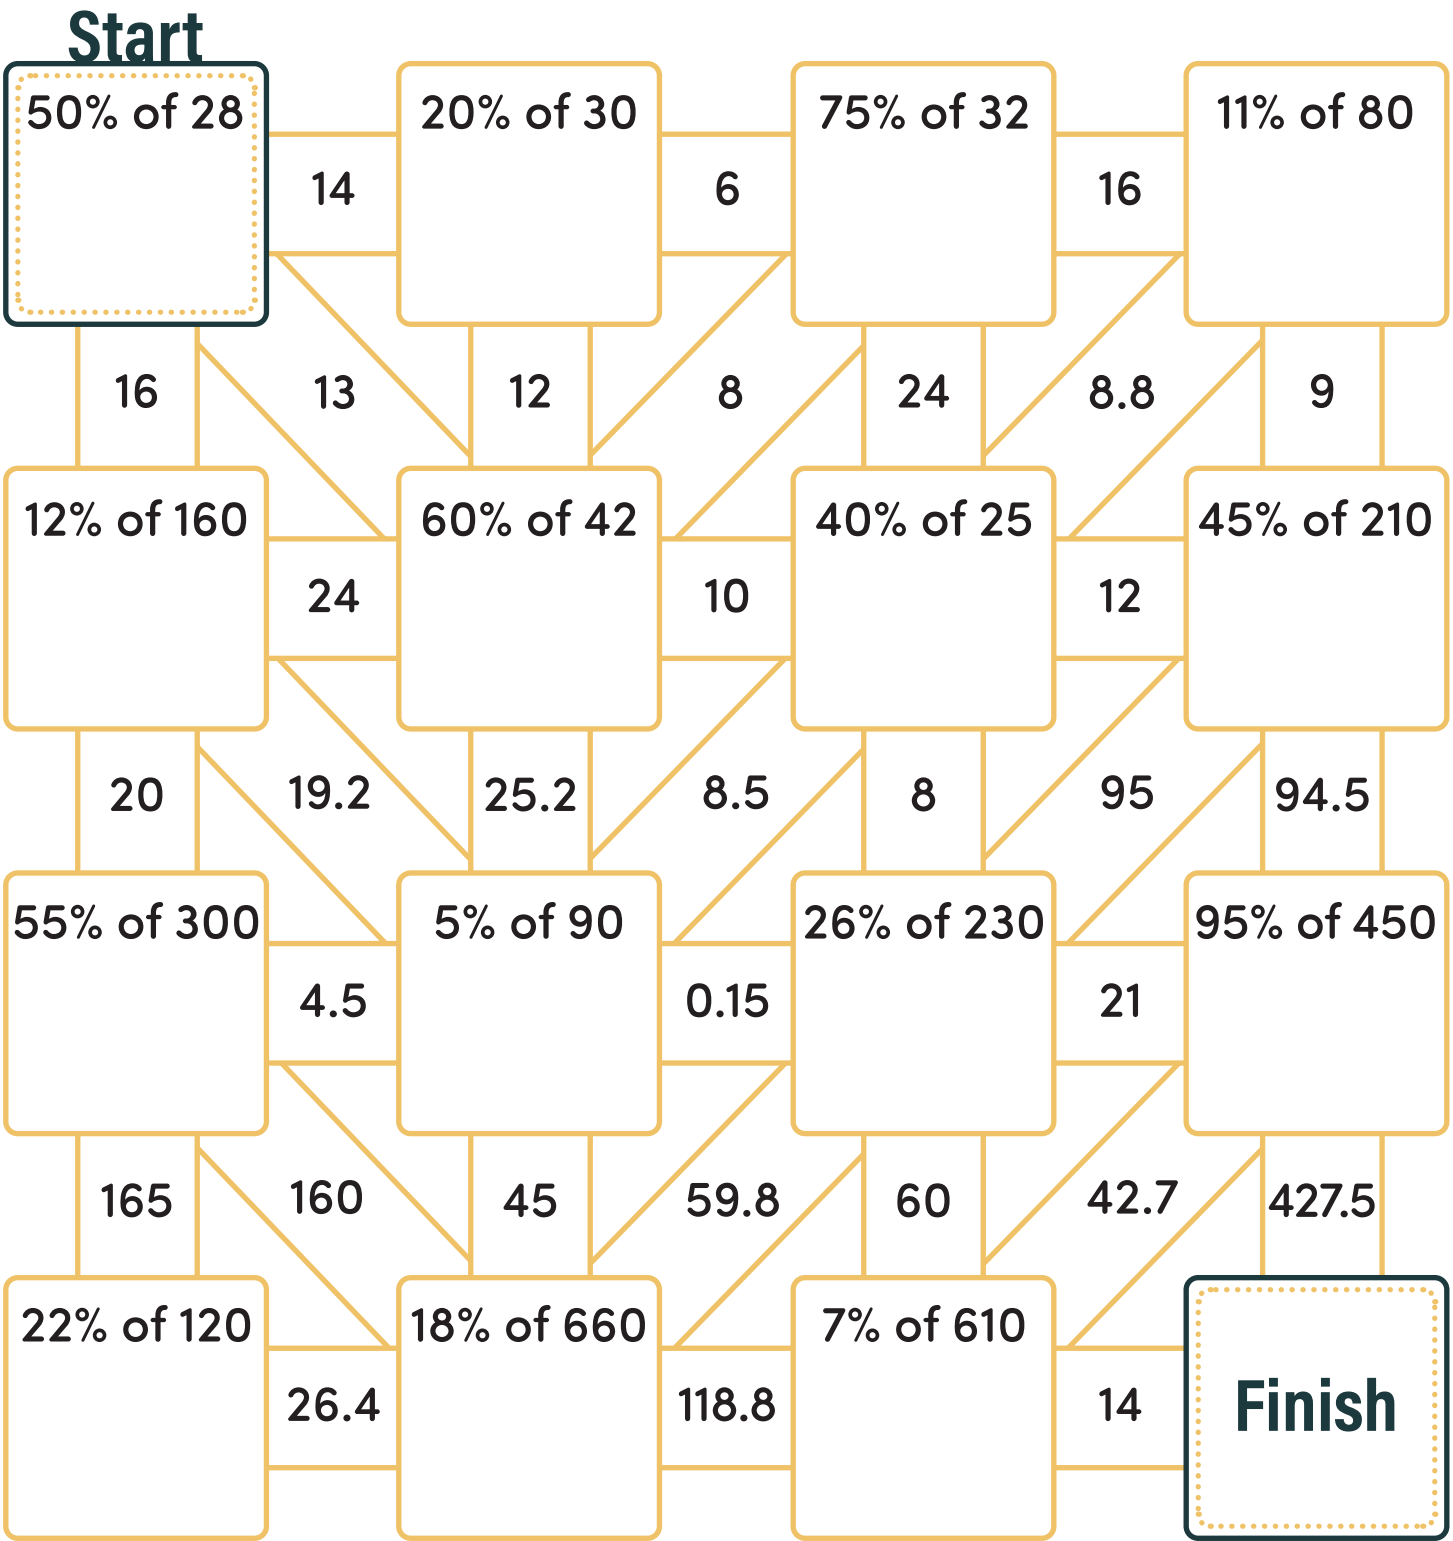 Start
50% of 28
14
20% of 30
6
75% of 32
16
11% of 80
16
13
12
8
24
8.8
9
12% of 160
24
60% of 42
10
40% of 25
12
45% of 210
20
19.2
25.2
8.5
8
95
94.5
55% of 300
4.5
5% of 90
0.15
26% of 230
21
95% of 450
165
160
45
59.8
60
42.7
427.5
22% of 120
26.4
18% of 660
118.8
7% of 610
14
Finish